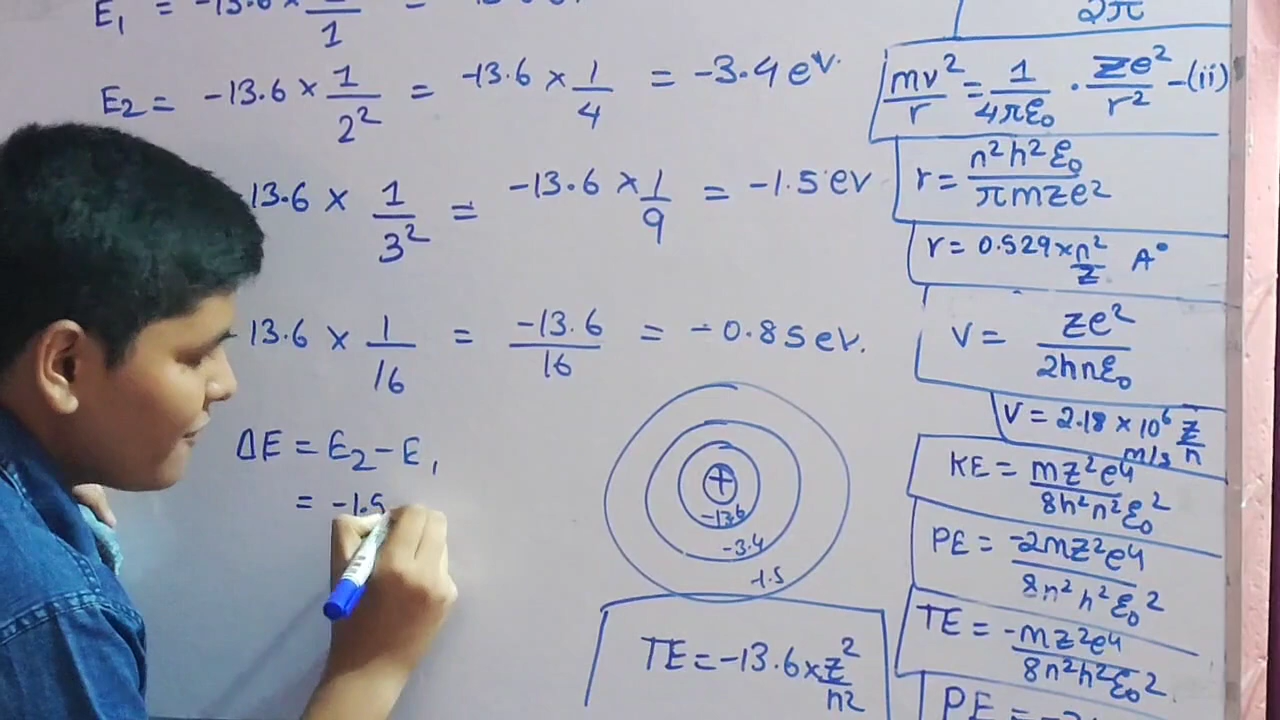 E₁ = -13.6 × 1/1 =
E₂ = -13.6 × 1/2² = -13.6 × 1/4 = -3.4 eV.
13.6 × 1/3² = -13.6 × 1/9 = -1.5 eV
13.6 × 1/16 = -13.6/16 = -0.85 eV.
ΔE = E₂ - E₁
= -1.5
+
-13.6
-3.4
-1.5
TE = -13.6 × z²/n²
2π
mv²/r = 1/4πε₀ · ze²/r² - (ii)
r = n²h²ε₀/πmze²
r = 0.529 × n²/z A°
V = ze²/2hnε₀
V = 2.18 × 10⁶ z/n m/s
KE = mz²e⁴/8h²n²ε₀²
PE = -2mz²e⁴/8n²h²ε₀²
TE = -mz²e⁴/8n²h²ε₀²
PE =